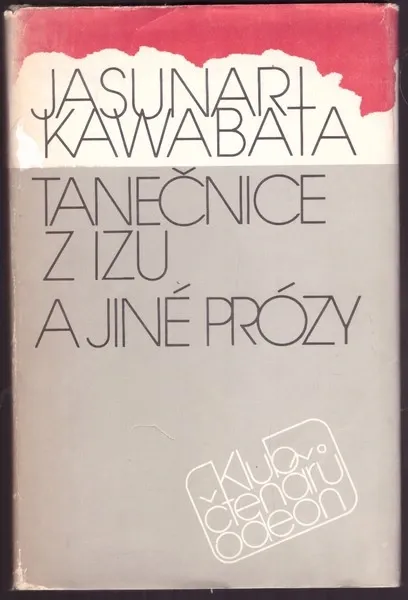 JASUNARI
KAWABATA
TANEČNICE
Z IZU
A JINÉ PRÓZY
klub
čtenářů
odeon